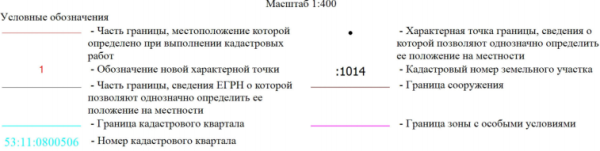 Масштаб 1:400
Условные обозначения
- Часть границы, местоположение которой
определено при выполнении кадастровых
работ
- Характерная точка границы, сведения о
которой позволяют однозначно определить
ее положение на местности
1
- Обозначение новой характерной точки
:1014
- Кадастровый номер земельного участка
- Часть границы, сведения ЕГРН о которой
позволяют однозначно определить ее
положение на местности
- Граница сооружения
- Граница кадастрового квартала
- Граница зоны с особыми условиями
53:11:0800506
- Номер кадастрового квартала